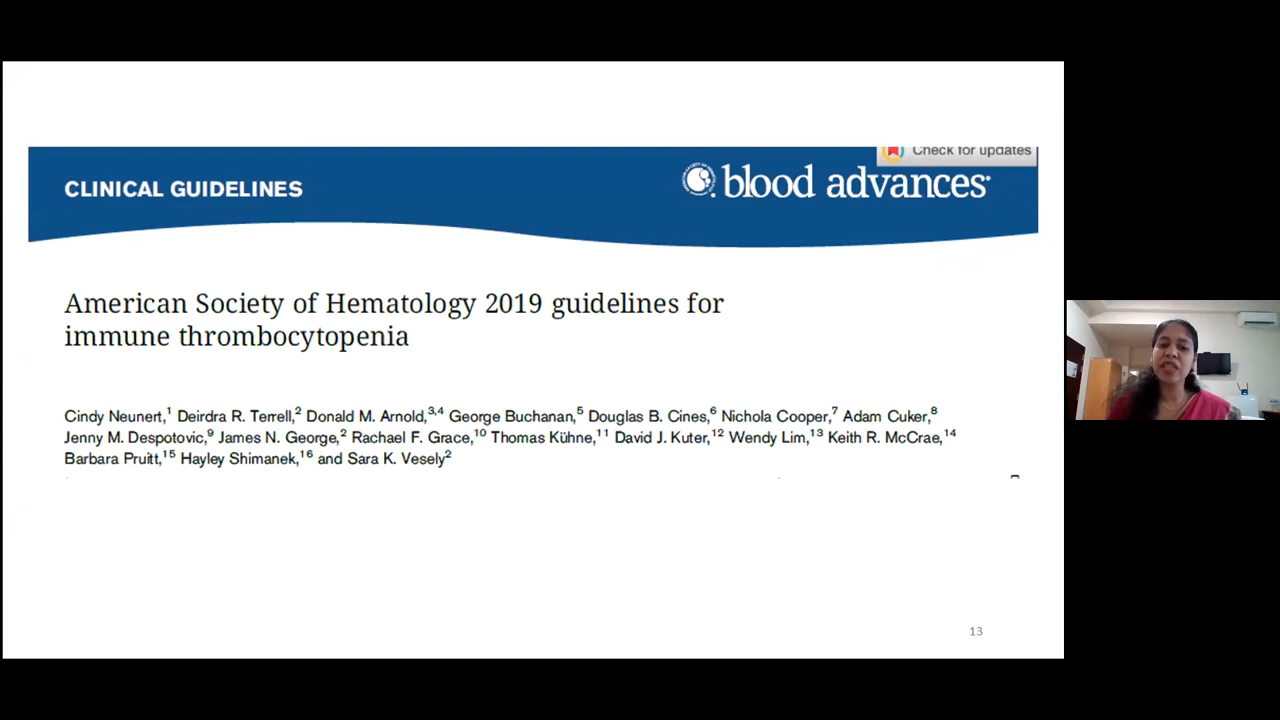 Check for updates
CLINICAL GUIDELINES
blood advances
American Society of Hematology 2019 guidelines for
immune thrombocytopenia
Cindy Neunert,1 Deirdra R. Terrell,2 Donald M. Arnold,3,4 George Buchanan,5 Douglas B. Cines,6 Nichola Cooper,7 Adam Cuker,8
Jenny M. Despotovic,9 James N. George,2 Rachael F. Grace,10 Thomas Kühne,11 David J. Kuter,12 Wendy Lim,13 Keith R. McCrae,14
Barbara Pruitt,15 Hayley Shimanek,16 and Sara K. Vesely2
13